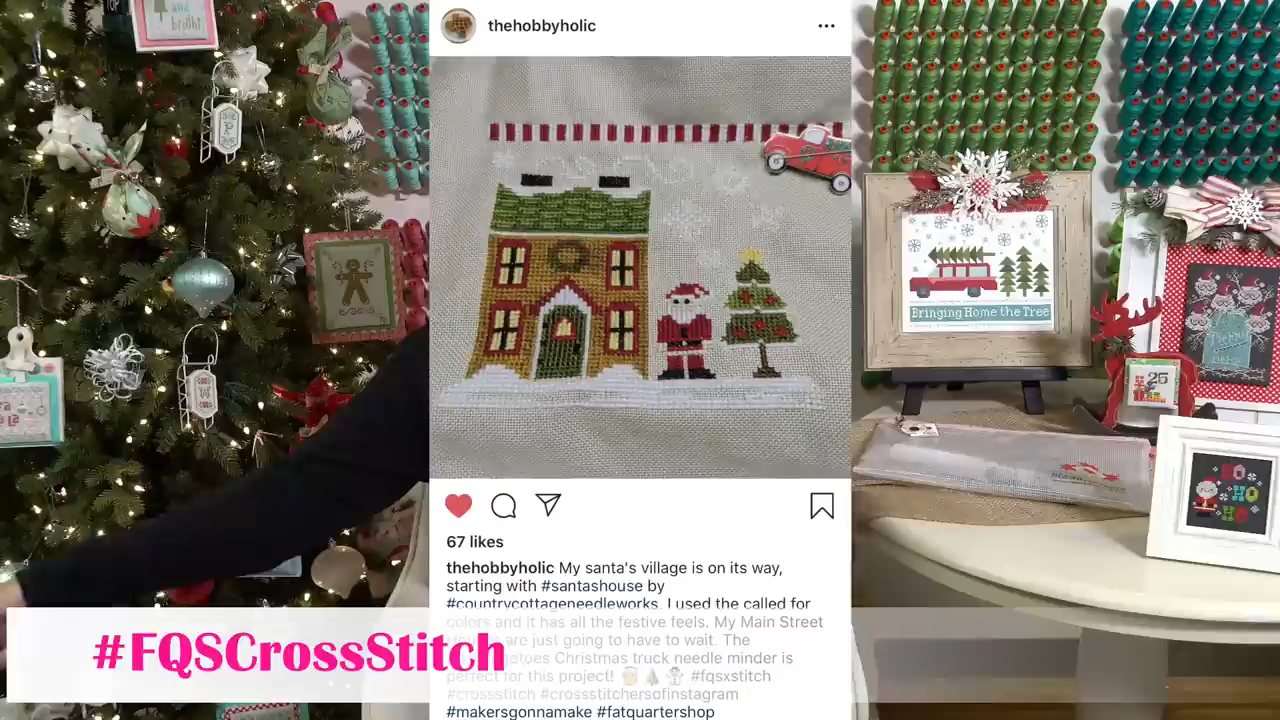 and
bright
P
thehobbyholic
Bringing Home the Tree
25
HO
HO
HO
67 likes
thehobbyholic My santa's village is on its way,
starting with #santashouse by
#countrycottageneedleworks. I used the called for
colors and it has all the festive feels. My Main Street
are just going to have to wait. The
Christmas truck needle minder is
perfect for this project! #fqsxstitch
#crossstitch #crossstitchersofinstagram
#makersgonnamake #fatquartershop
#FQSCrossStitch